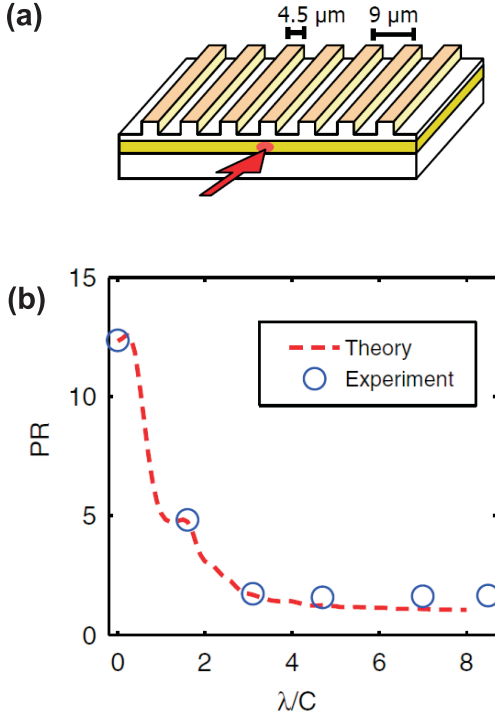 (a)
4.5 μm
9 μm
(b)
15
10
5
0
PR
Theory
Experiment
0
2
4
6
8
λ/C